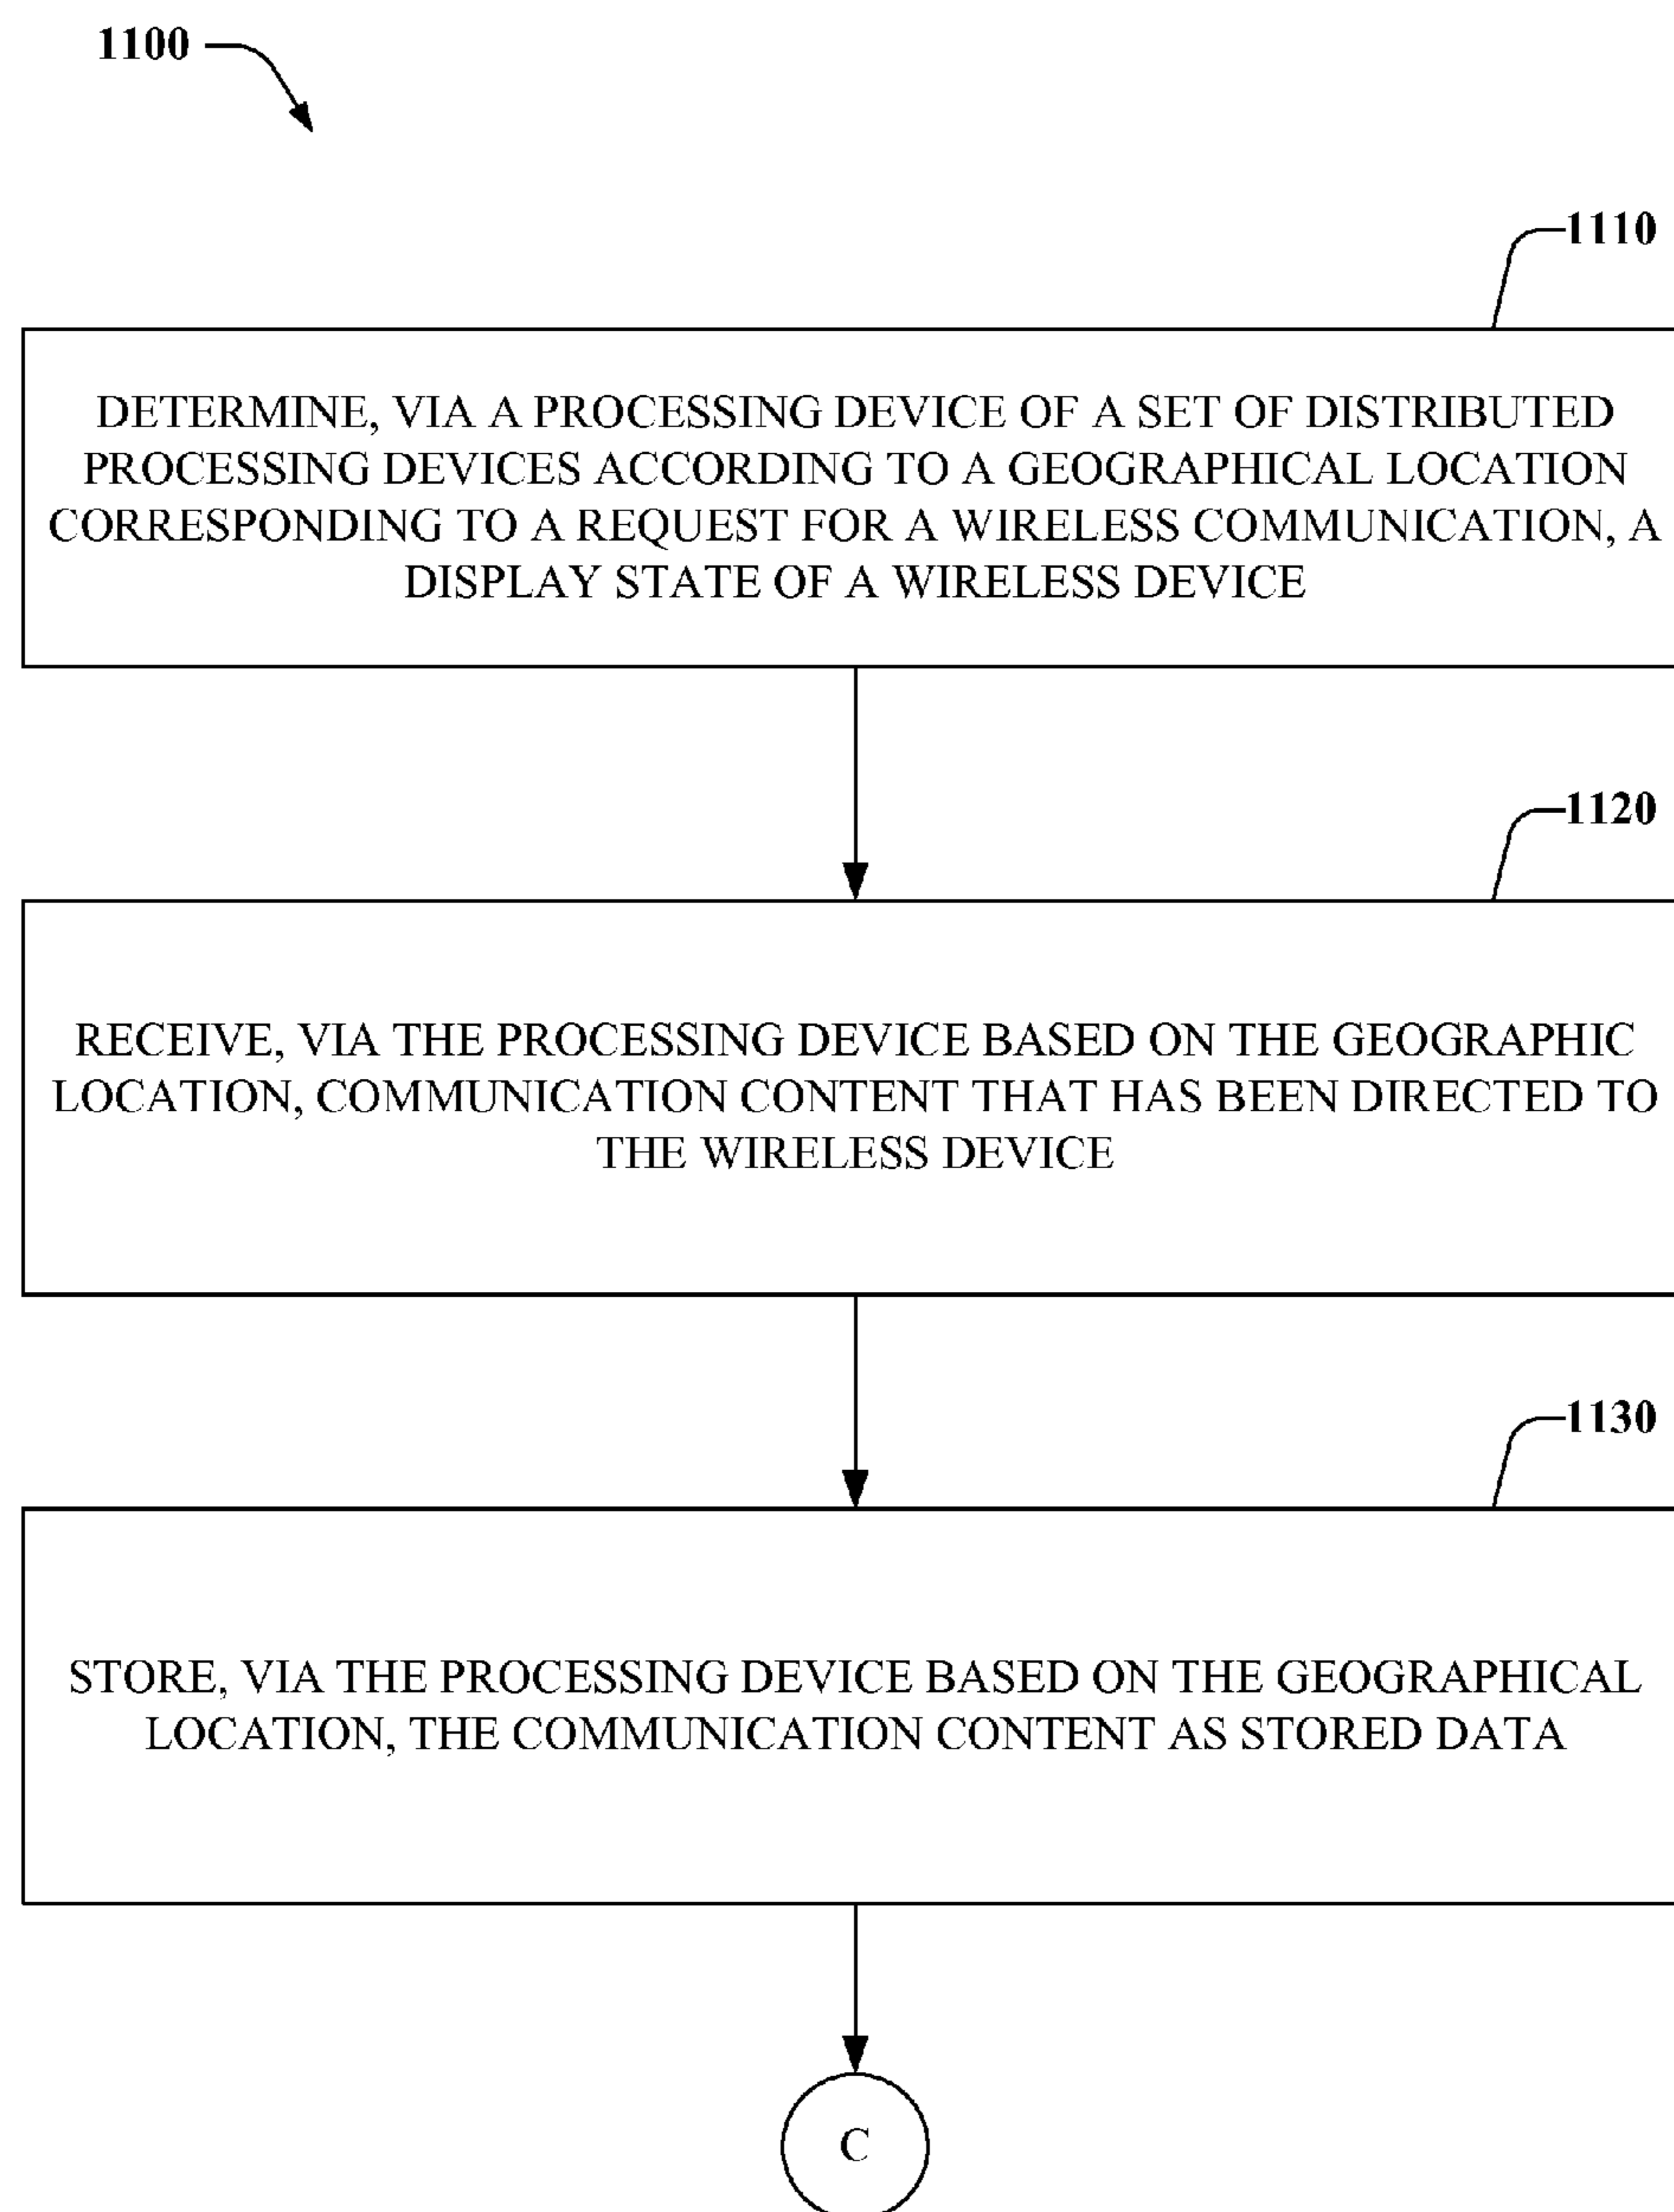 1100
1110
DETERMINE, VIA A PROCESSING DEVICE OF A SET OF DISTRIBUTED
PROCESSING DEVICES ACCORDING TO A GEOGRAPHICAL LOCATION
CORRESPONDING TO A REQUEST FOR A WIRELESS COMMUNICATION, A
DISPLAY STATE OF A WIRELESS DEVICE
1120
RECEIVE, VIA THE PROCESSING DEVICE BASED ON THE GEOGRAPHIC
LOCATION, COMMUNICATION CONTENT THAT HAS BEEN DIRECTED TO
THE WIRELESS DEVICE
1130
STORE, VIA THE PROCESSING DEVICE BASED ON THE GEOGRAPHICAL
LOCATION, THE COMMUNICATION CONTENT AS STORED DATA
C